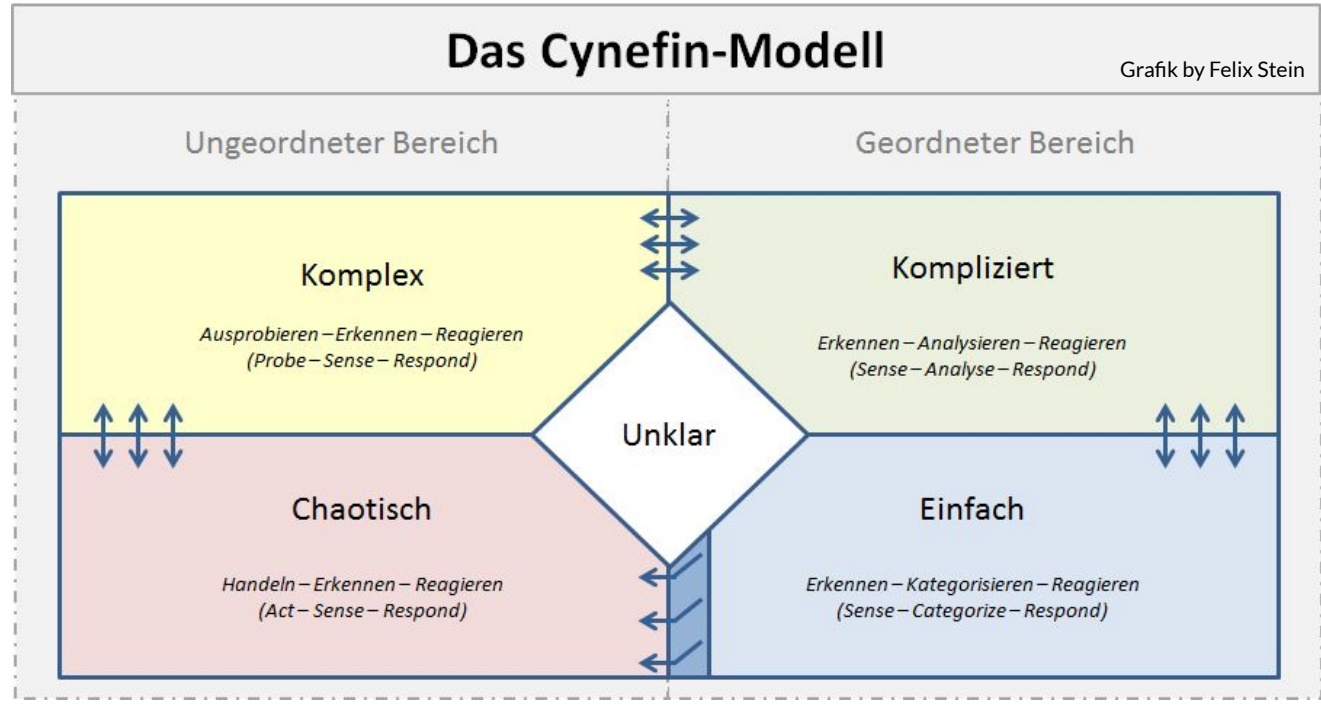 Das Cynefin-Modell
Grafik by Felix Stein
Ungeordneter Bereich
Geordneter Bereich
Komplex
Ausprobieren – Erkennen – Reagieren
(Probe – Sense – Respond)
Kompliziert
Erkennen – Analysieren – Reagieren
(Sense – Analyse – Respond)
Unklar
Chaotisch
Handeln – Erkennen – Reagieren
(Act – Sense – Respond)
Einfach
Erkennen – Kategorisieren – Reagieren
(Sense – Categorize – Respond)